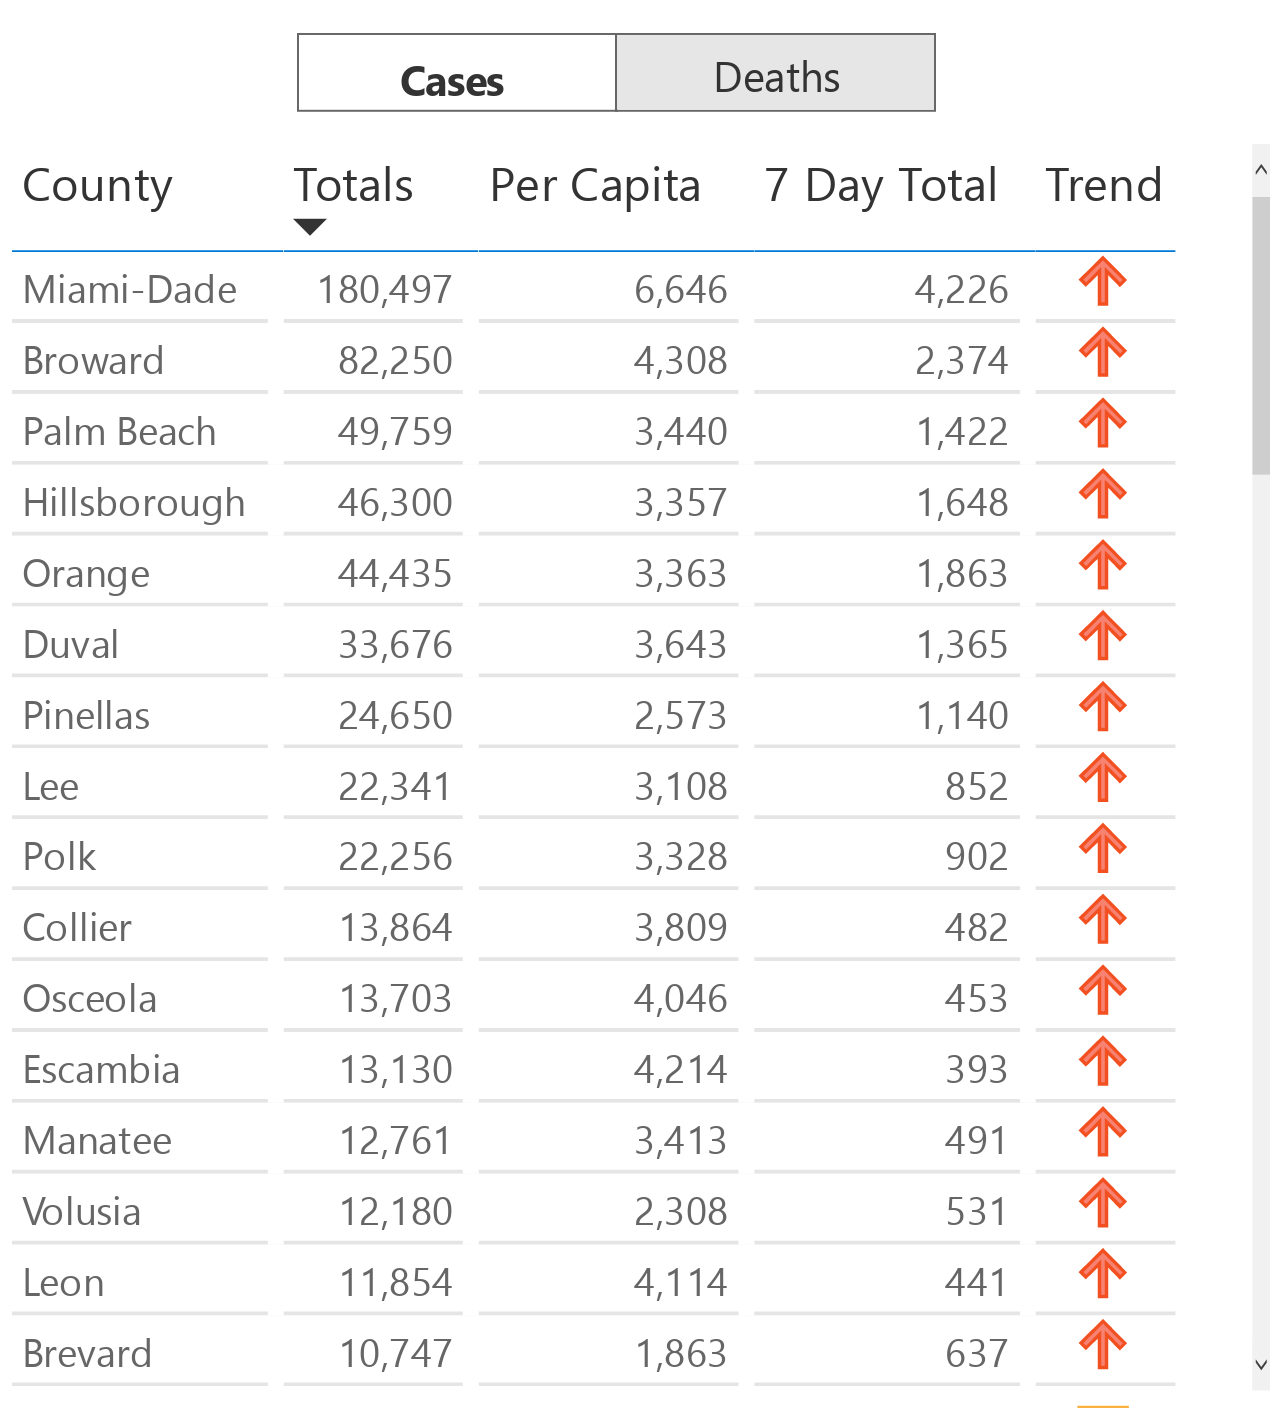 Cases Deaths
County Totals Per Capita 7 Day Total Trend
Miami-Dade 180,497 6,646 4,226
Broward 82,250 4,308 2,374
Palm Beach 49,759 3,440 1,422
Hillsborough 46,300 3,357 1,648
Orange 44,435 3,363 1,863
Duval 33,676 3,643 1,365
Pinellas 24,650 2,573 1,140
Lee 22,341 3,108 852
Polk 22,256 3,328 902
Collier 13,864 3,809 482
Osceola 13,703 4,046 453
Escambia 13,130 4,214 393
Manatee 12,761 3,413 491
Volusia 12,180 2,308 531
Leon 11,854 4,114 441
Brevard 10,747 1,863 637